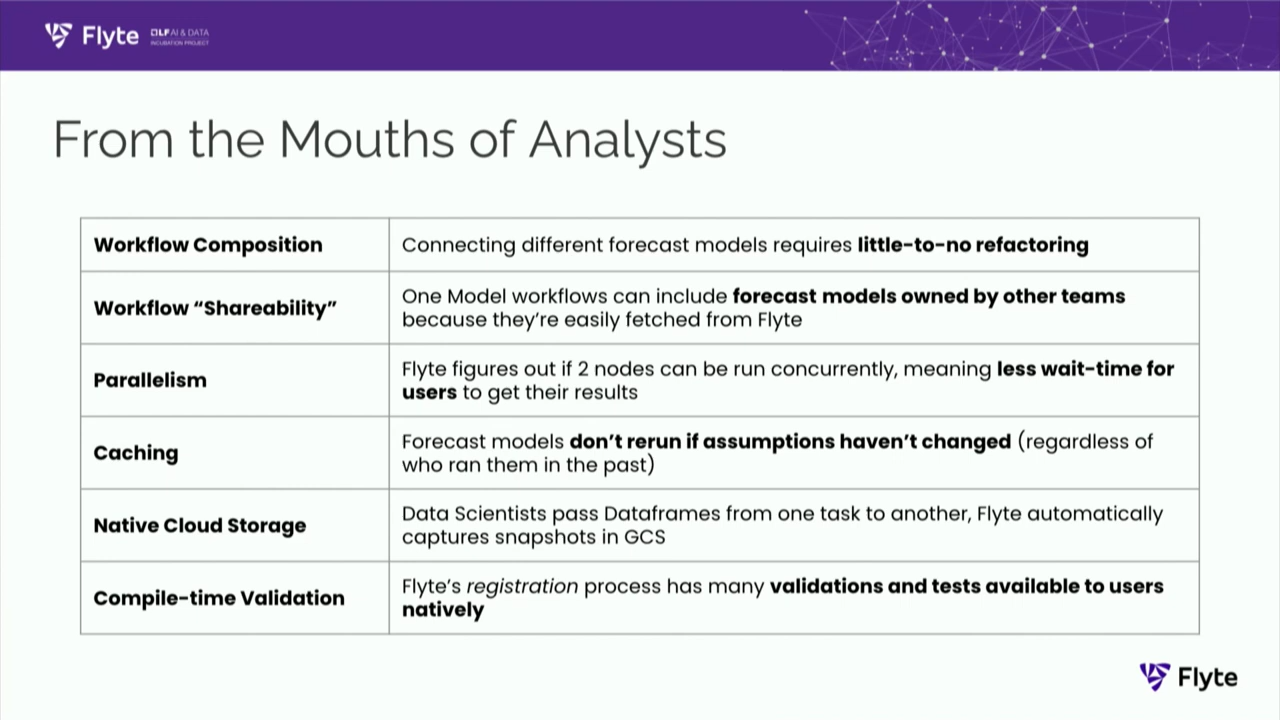 Flyte
LF AI & DATA
INCUBATION PROJECT
From the Mouths of Analysts
Workflow Composition
Connecting different forecast models requires little-to-no refactoring
Workflow “Shareability”
One Model workflows can include forecast models owned by other teams
because they’re easily fetched from Flyte
Parallelism
Flyte figures out if 2 nodes can be run concurrently, meaning less wait-time for
users to get their results
Caching
Forecast models don’t rerun if assumptions haven’t changed (regardless of
who ran them in the past)
Native Cloud Storage
Data Scientists pass Dataframes from one task to another, Flyte automatically
captures snapshots in GCS
Compile-time Validation
Flyte’s registration process has many validations and tests available to users
natively
Flyte